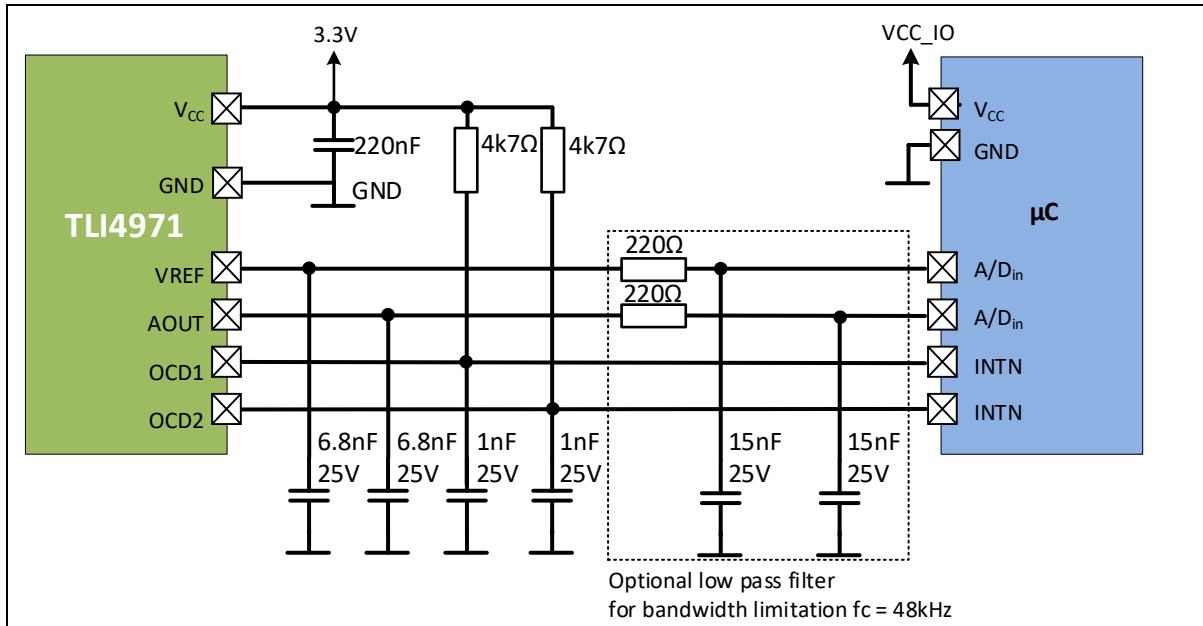 3.3V
VCC_IO
VCC
220nF
4k7Ω
4k7Ω
VCC
GND
GND
GND
TLI4971
µC
220Ω
VREF
A/Din
220Ω
AOUT
A/Din
OCD1
INTN
OCD2
INTN
6.8nF
25V
6.8nF
25V
1nF
25V
1nF
25V
15nF
25V
15nF
25V
Optional low pass filter
for bandwidth limitation fc = 48kHz